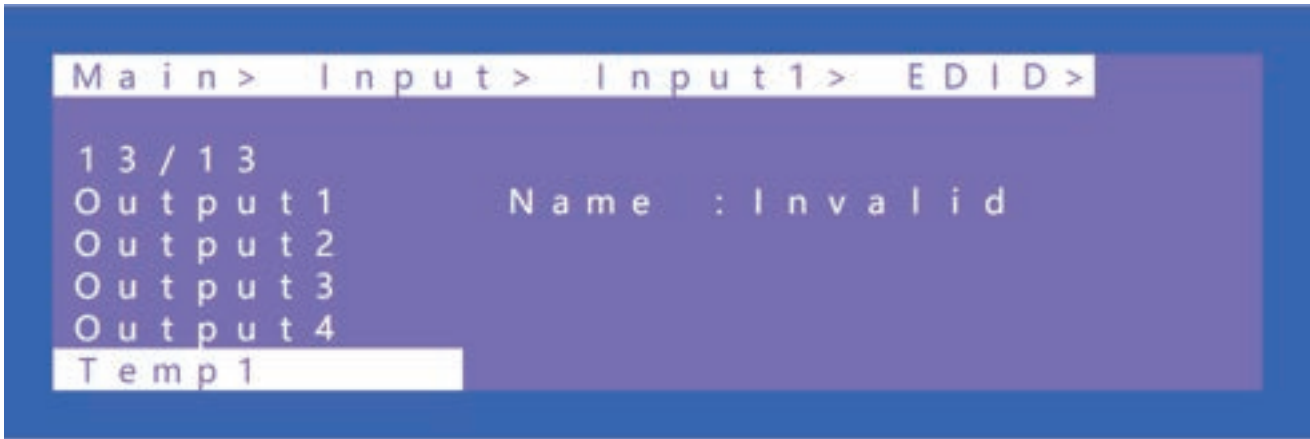 Main> Input> Input1> EDID>
13/13
Output1 Name :Invalid
Output2
Output3
Output4
Temp1